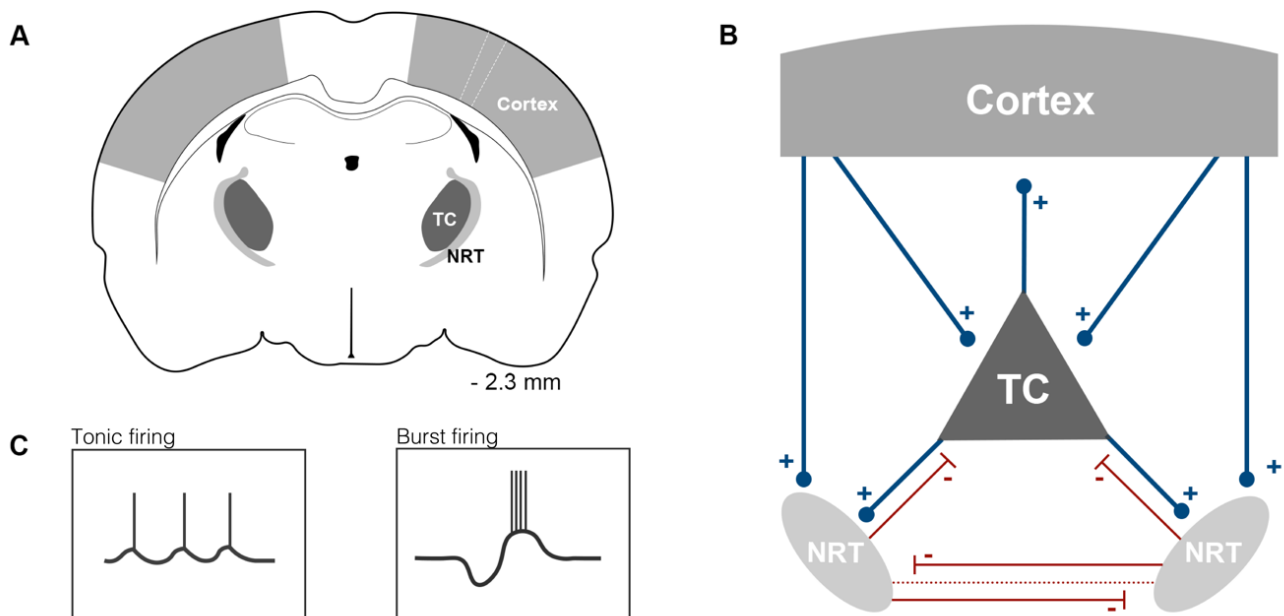 A
Cortex
TC
NRT
- 2.3 mm
B
Cortex
+
+
+
TC
+
+
-
-
+
+
NRT
NRT
-
-
C
Tonic firing
Burst firing